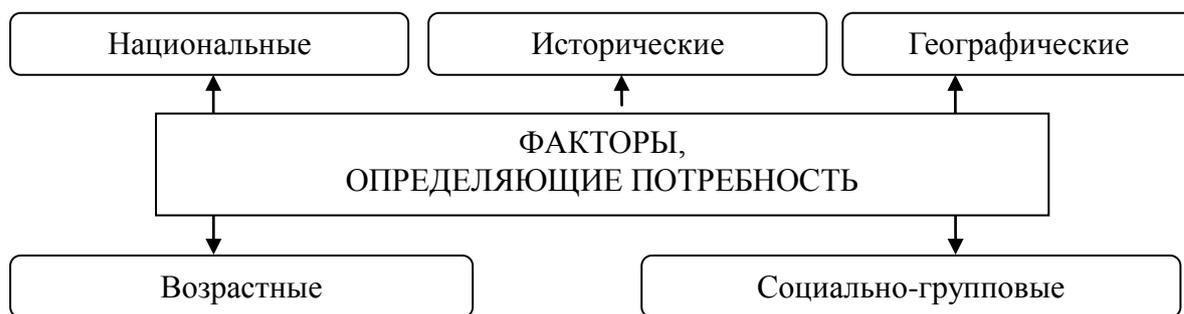 Национальные
Исторические
Географические
ФАКТОРЫ,
ОПРЕДЕЛЯЮЩИЕ ПОТРЕБНОСТЬ
Возрастные
Социально-групповые